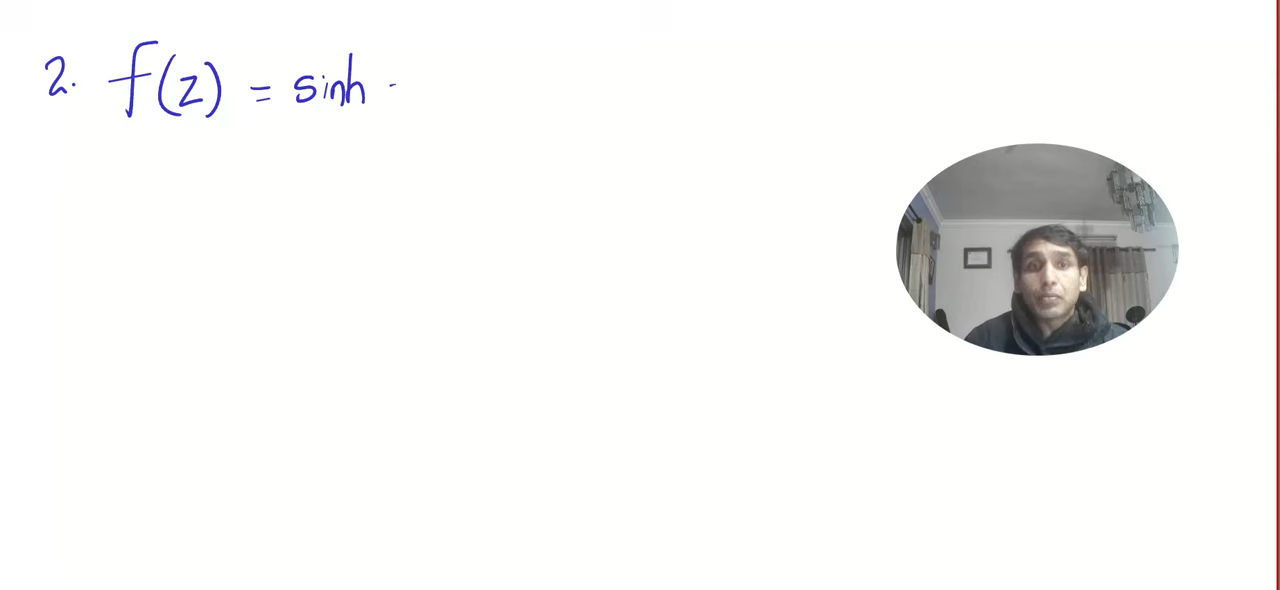 2. f(z) = sinh